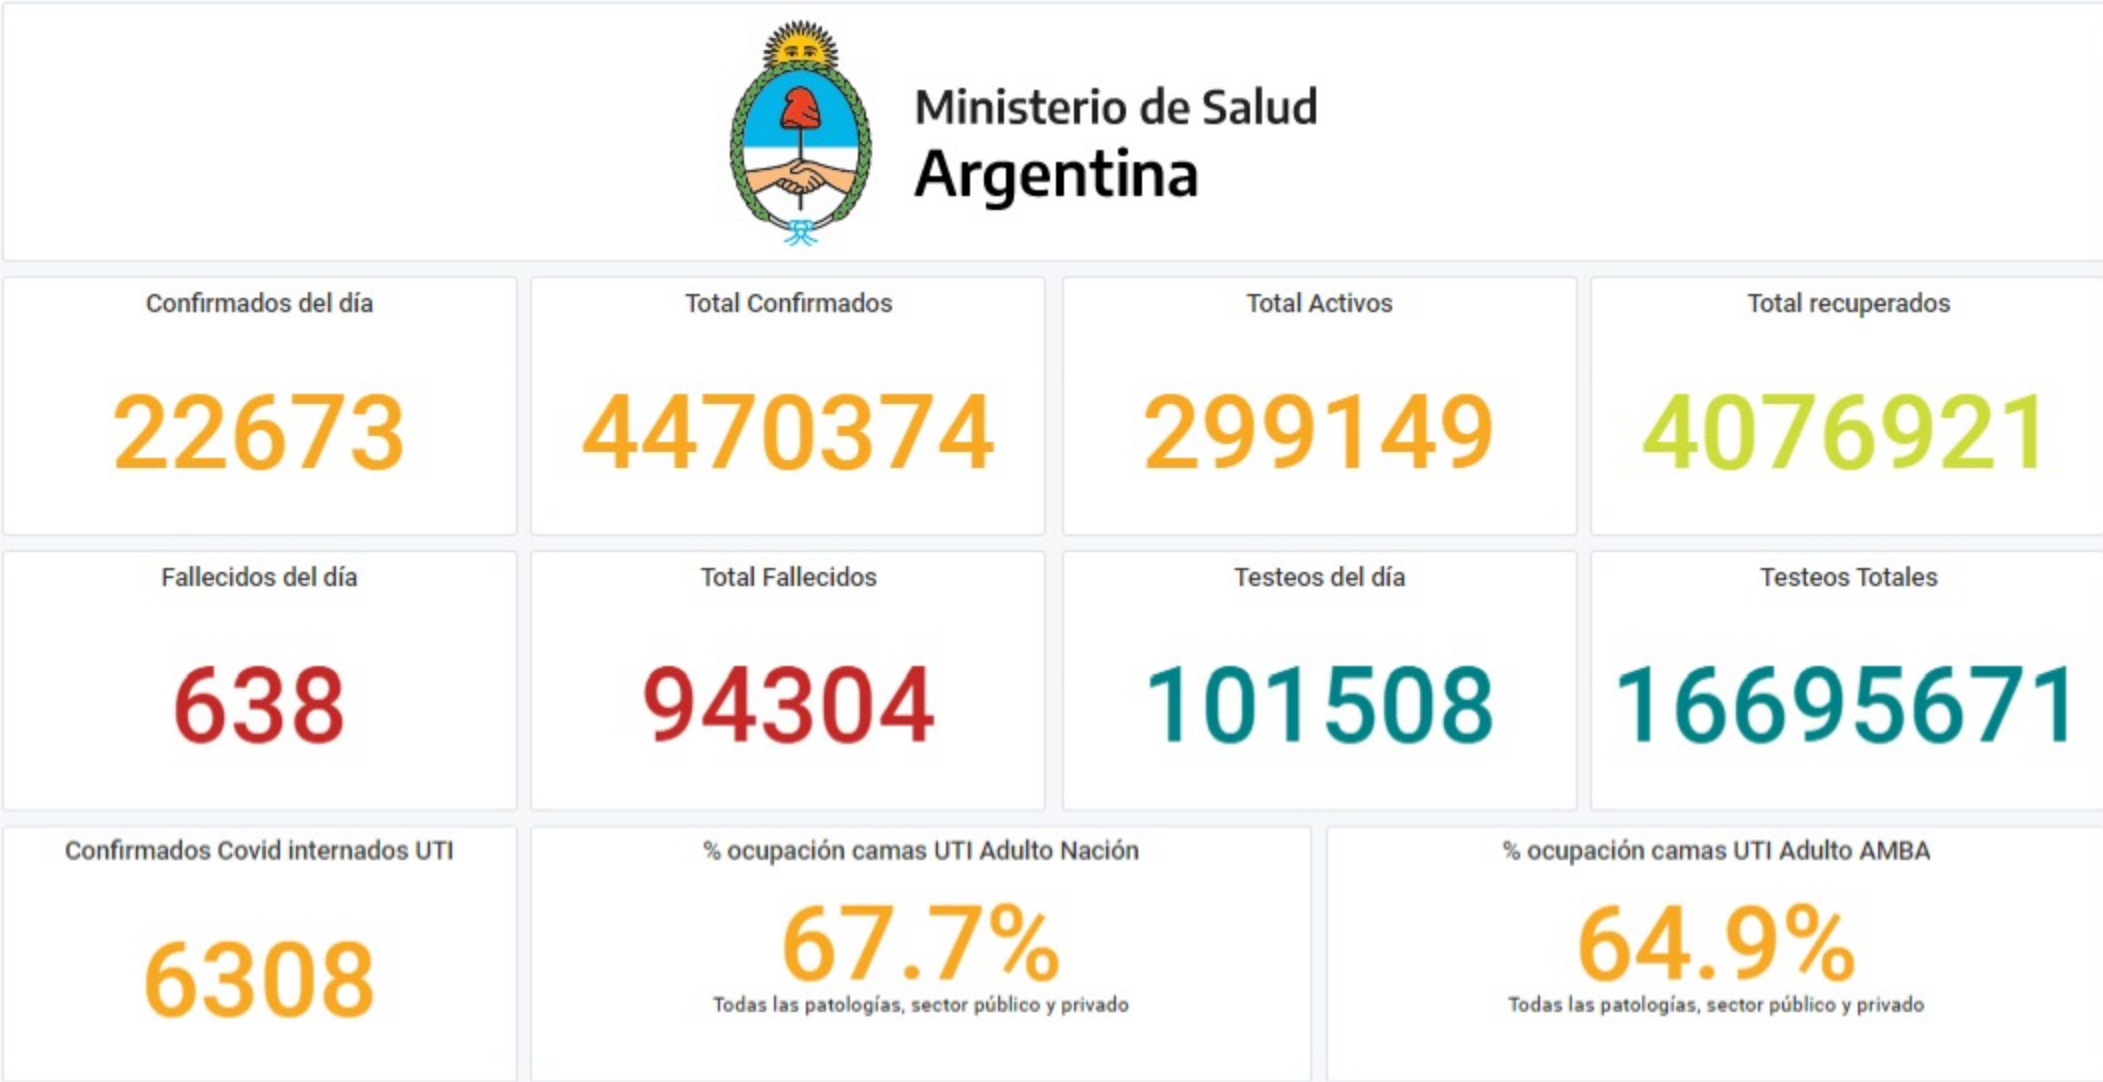 Ministerio de Salud
Argentina
Confirmados del día
22673
Total Confirmados
4470374
Total Activos
299149
Total recuperados
4076921
Fallecidos del día
638
Total Fallecidos
94304
Testeos del día
101508
Testeos Totales
16695671
Confirmados Covid internados UTI
6308
% ocupación camas UTI Adulto Nación
67.7%
Todas las patologías, sector público y privado
% ocupación camas UTI Adulto AMBA
64.9%
Todas las patologías, sector público y privado